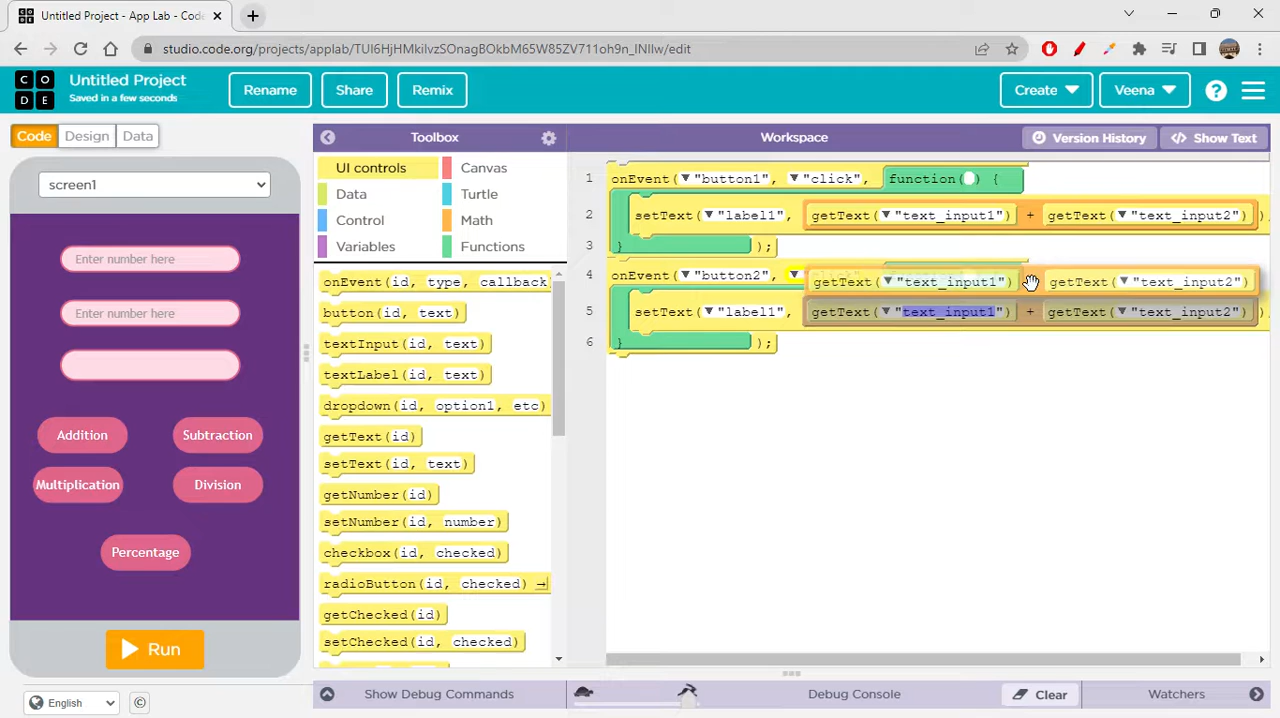 Untitled Project - App Lab - Code
studio.code.org/projects/applab/TUI6HjHMkilvzSOnagBOkbM65W85ZV711oh9n_INllw/edit
CO
DE
Untitled Project
Saved in a few seconds
Rename
Share
Remix
Create
Veena
?
Code
Design
Data
Toolbox
Workspace
Version History
Show Text
screen1
Enter number here
Enter number here
Addition
Subtraction
Multiplication
Division
Percentage
Run
English
©
UI controls
Canvas
Data
Turtle
Control
Math
Variables
Functions
onEvent(id, type, callback)
button(id, text)
textInput(id, text)
textLabel(id, text)
dropdown(id, option1, etc)
getText(id)
setText(id, text)
getNumber(id)
setNumber(id, number)
checkbox(id, checked)
radioButton(id, checked)
getChecked(id)
setChecked(id, checked)
1 onEvent(▼"button1", ▼"click", function() {
2 setText(▼"label1", getText(▼"text_input1") + getText(▼"text_input2")
3 } );
4 onEvent(▼"button2", ▼
getText(▼"text_input1") getText(▼"text_input2")
5 setText(▼"label1", getText(▼"text_input1") + getText(▼"text_input2")
6 } );
Show Debug Commands
Debug Console
Clear
Watchers